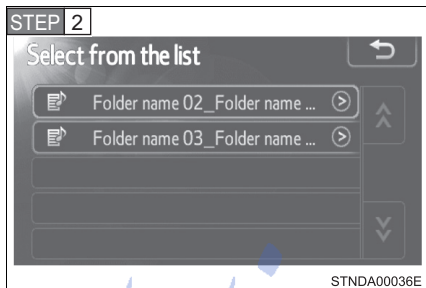 STEP 2
Select from the list
Folder name 02_Folder name ...
Folder name 03_Folder name ...
STNDA00036E